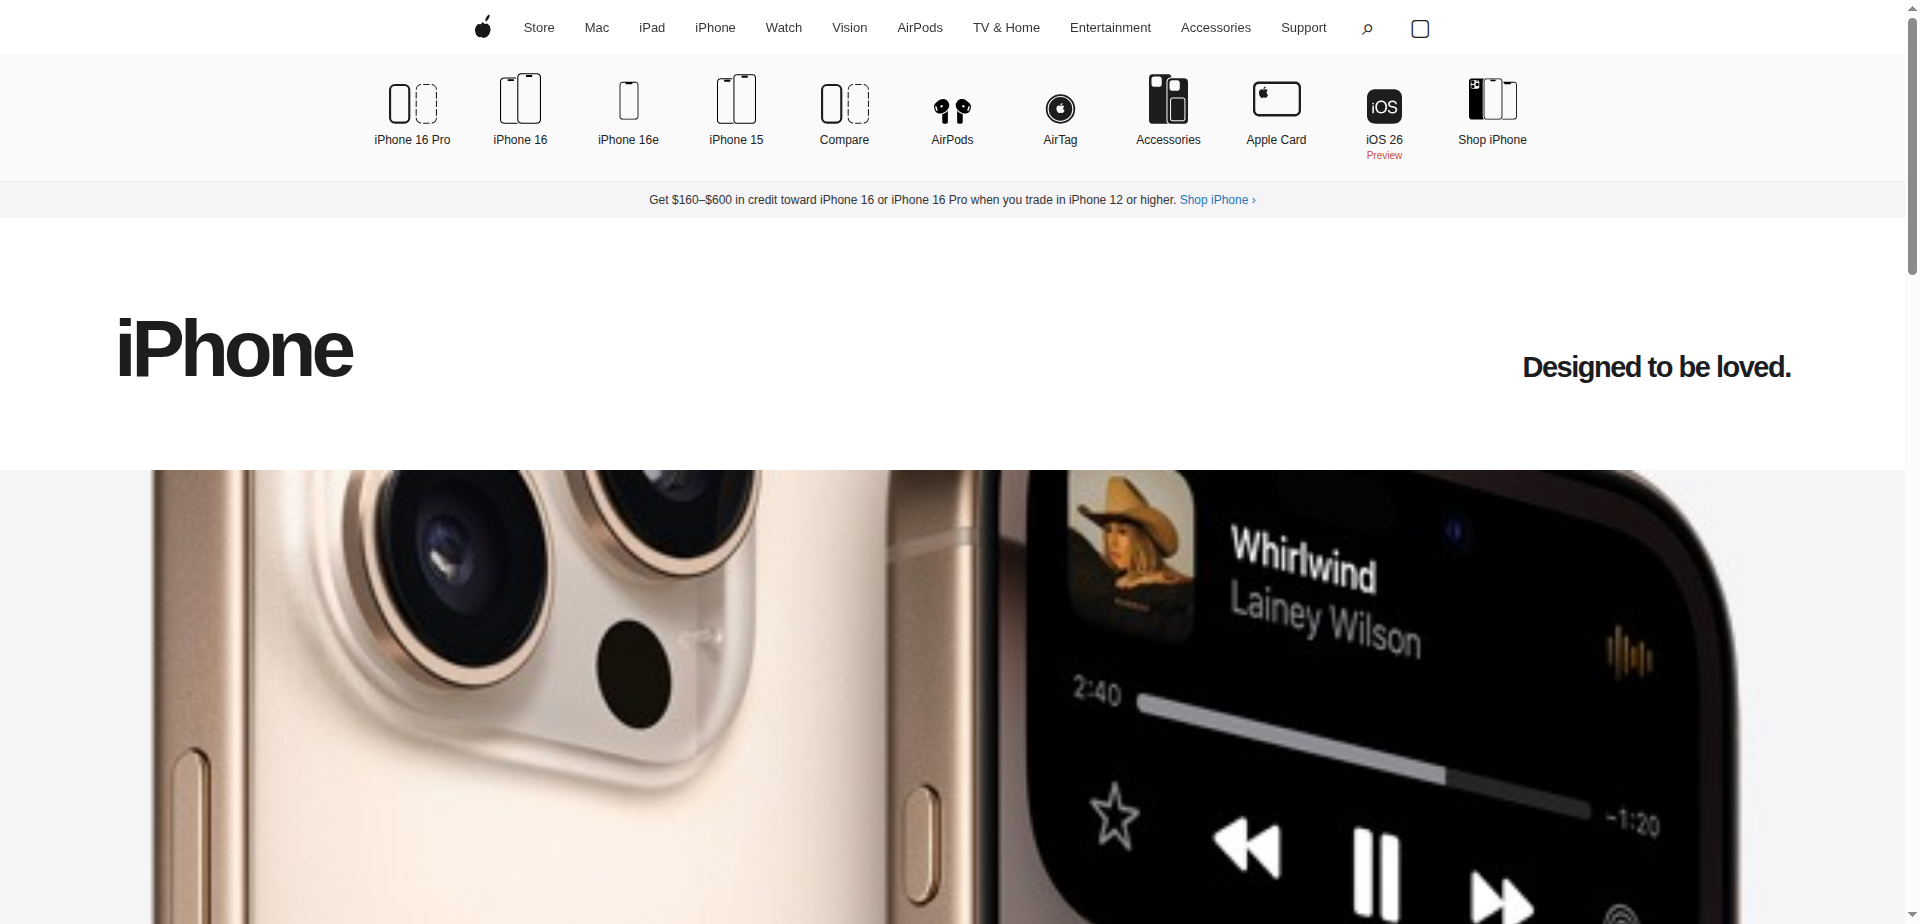 Store Mac iPad iPhone Watch Vision AirPods TV & Home Entertainment Accessories Support
iOS
iPhone 16 Pro iPhone 16 iPhone 16e iPhone 15 Compare AirPods AirTag Accessories Apple Card iOS 26 Shop iPhone
Preview
Get $160–$600 in credit toward iPhone 16 or iPhone 16 Pro when you trade in iPhone 12 or higher. Shop iPhone ›
iPhone
Designed to be loved.
Whirlwind
Lainey Wilson
2:40
-1:20